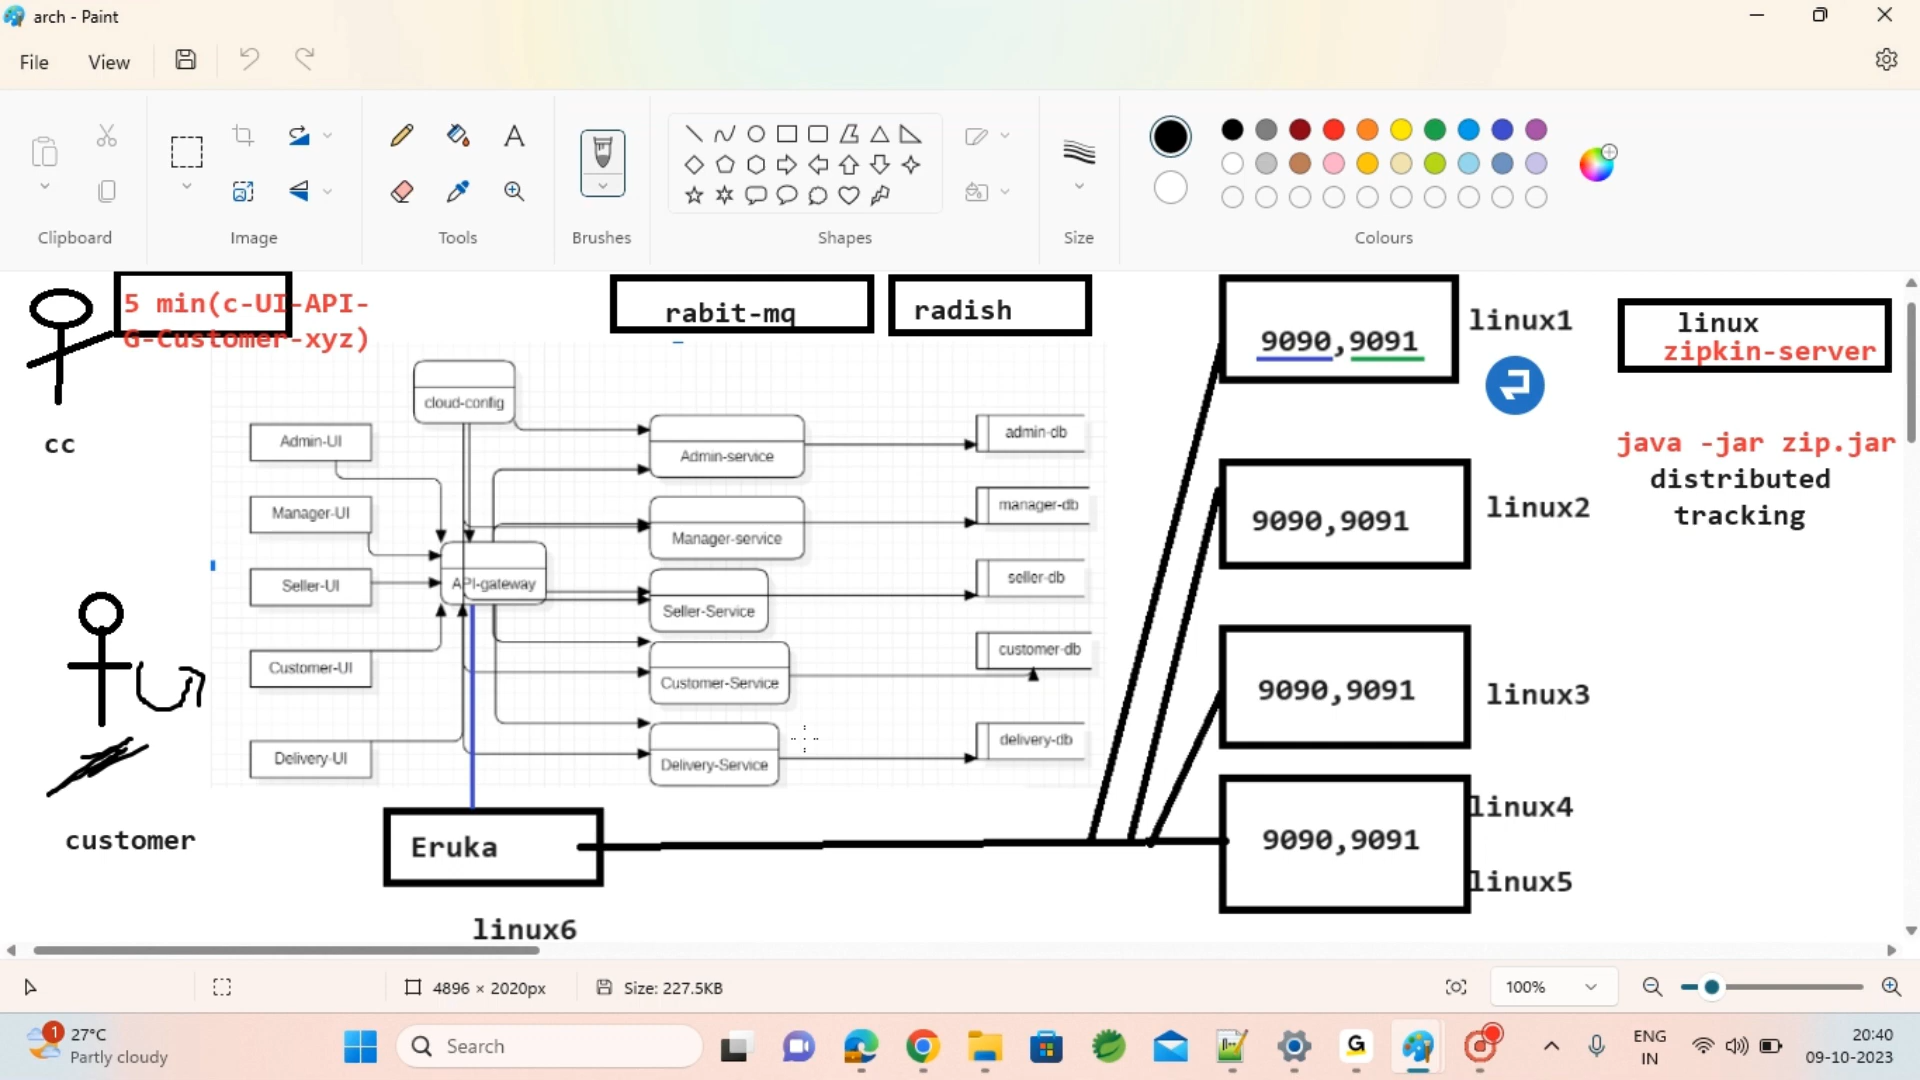 arch - Paint
File
View
Clipboard
Image
Tools
Brushes
Shapes
Size
Colours
5 min(c-UI-API-
G-Customer-xyz)
rabit-mq
radish
9090,9091
linux1
linux
zipkin-server
cloud-config
cc
Admin-UI
Admin-service
admin-db
java -jar zip.jar
distributed
tracking
Manager-UI
Manager-service
manager-db
9090,9091
linux2
Seller-UI
API-gateway
Seller-Service
seller-db
Customer-UI
Customer-Service
customer-db
9090,9091
linux3
Delivery-UI
Delivery-Service
delivery-db
customer
Eruka
9090,9091
linux4
linux5
linux6
4896 × 2020px
Size: 227.5KB
100%
1
27°C
Partly cloudy
Search
G
ENG
IN
20:40
09-10-2023